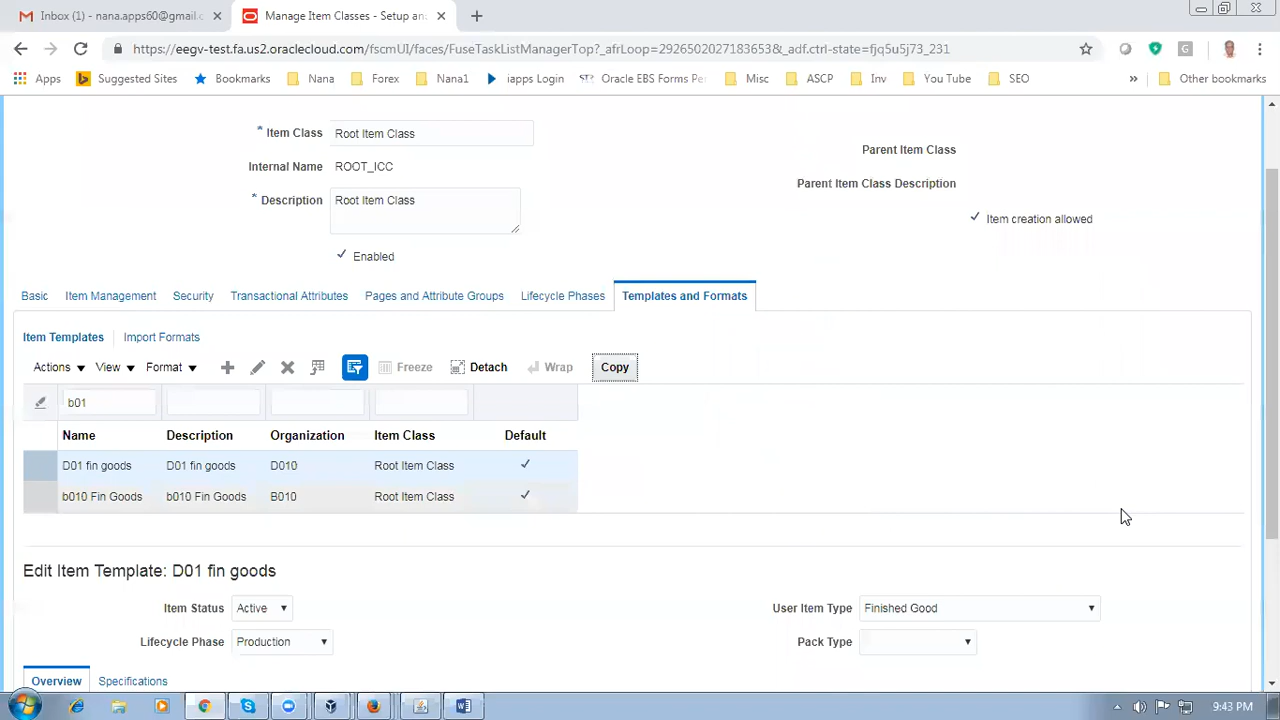 Inbox (1) - nana.apps60@gmail.c
Manage Item Classes - Setup an
https://eegv-test.fa.us2.oraclecloud.com/fscmUI/faces/FuseTaskListManagerTop?_afrLoop=29265020271836538&_adf.ctrl-state=fjq5u5j73_231
Apps Suggested Sites Bookmarks Nana Forex Nana1 iapps Login Oracle EBS Forms Pe Misc ASCP Inv You Tube SEO » Other bookmarks
* Item Class Root Item Class
Parent Item Class
Internal Name ROOT_ICC
Parent Item Class Description
* Description Root Item Class
Item creation allowed
Enabled
Basic Item Management Security Transactional Attributes Pages and Attribute Groups Lifecycle Phases Templates and Formats
Item Templates Import Formats
Actions View Format Freeze Detach Wrap Copy
b01
Name Description Organization Item Class Default
D01 fin goods D01 fin goods D010 Root Item Class
b010 Fin Goods b010 Fin Goods B010 Root Item Class
Edit Item Template: D01 fin goods
Item Status Active User Item Type Finished Good
Lifecycle Phase Production Pack Type
Overview Specifications
9:43 PM